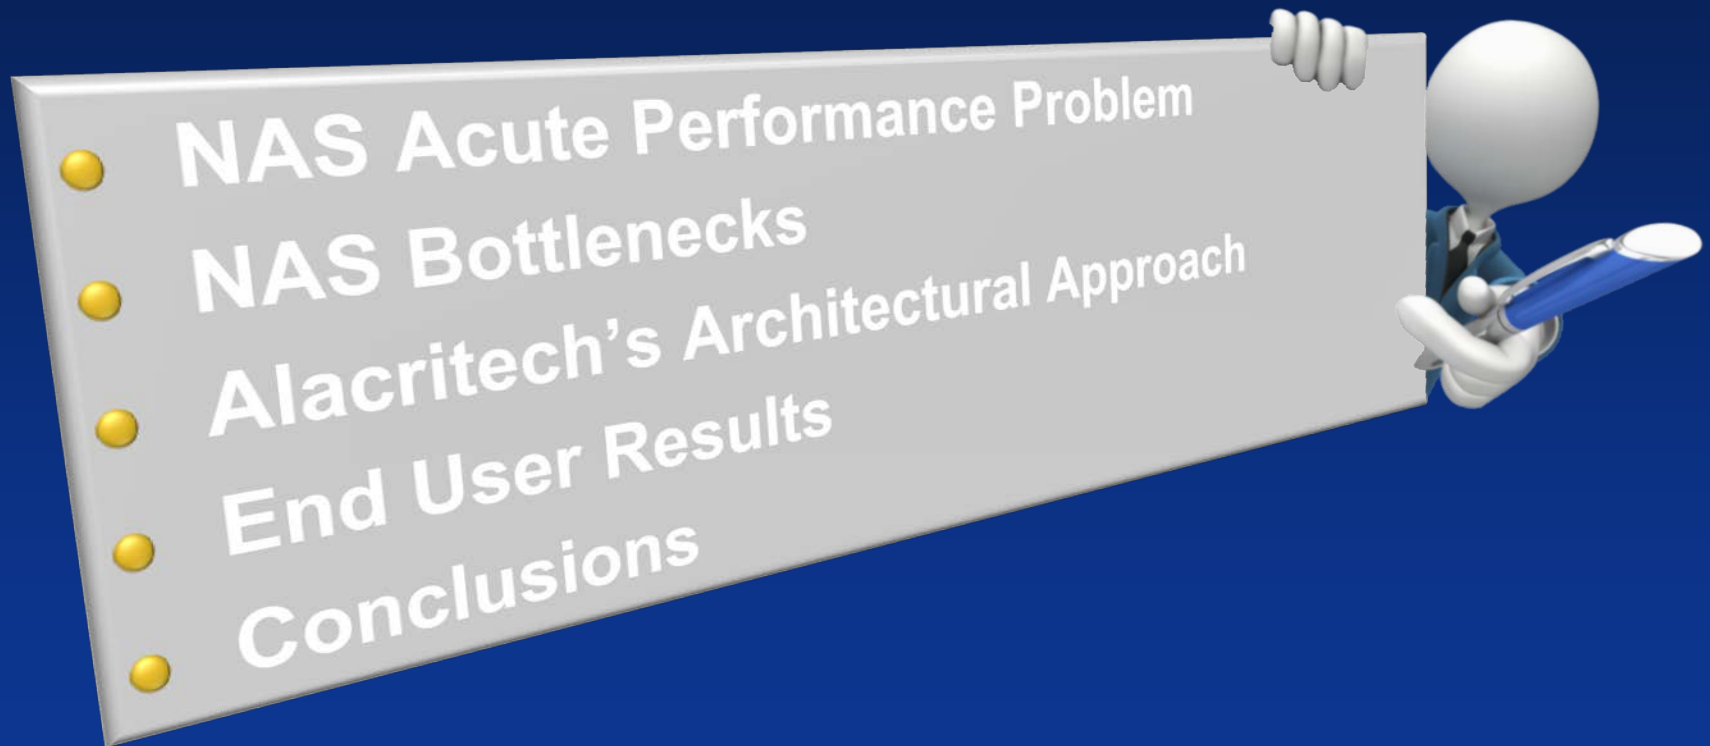 NAS Acute Performance Problem
NAS Bottlenecks
Alacritech’s Architectural Approach
End User Results
Conclusions